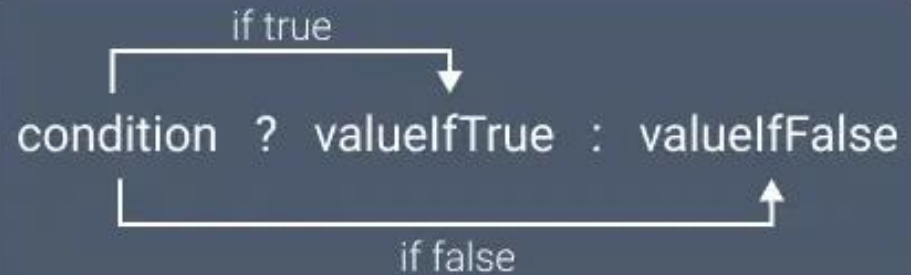 if true
condition ? valueIfTrue : valueIfFalse
if false